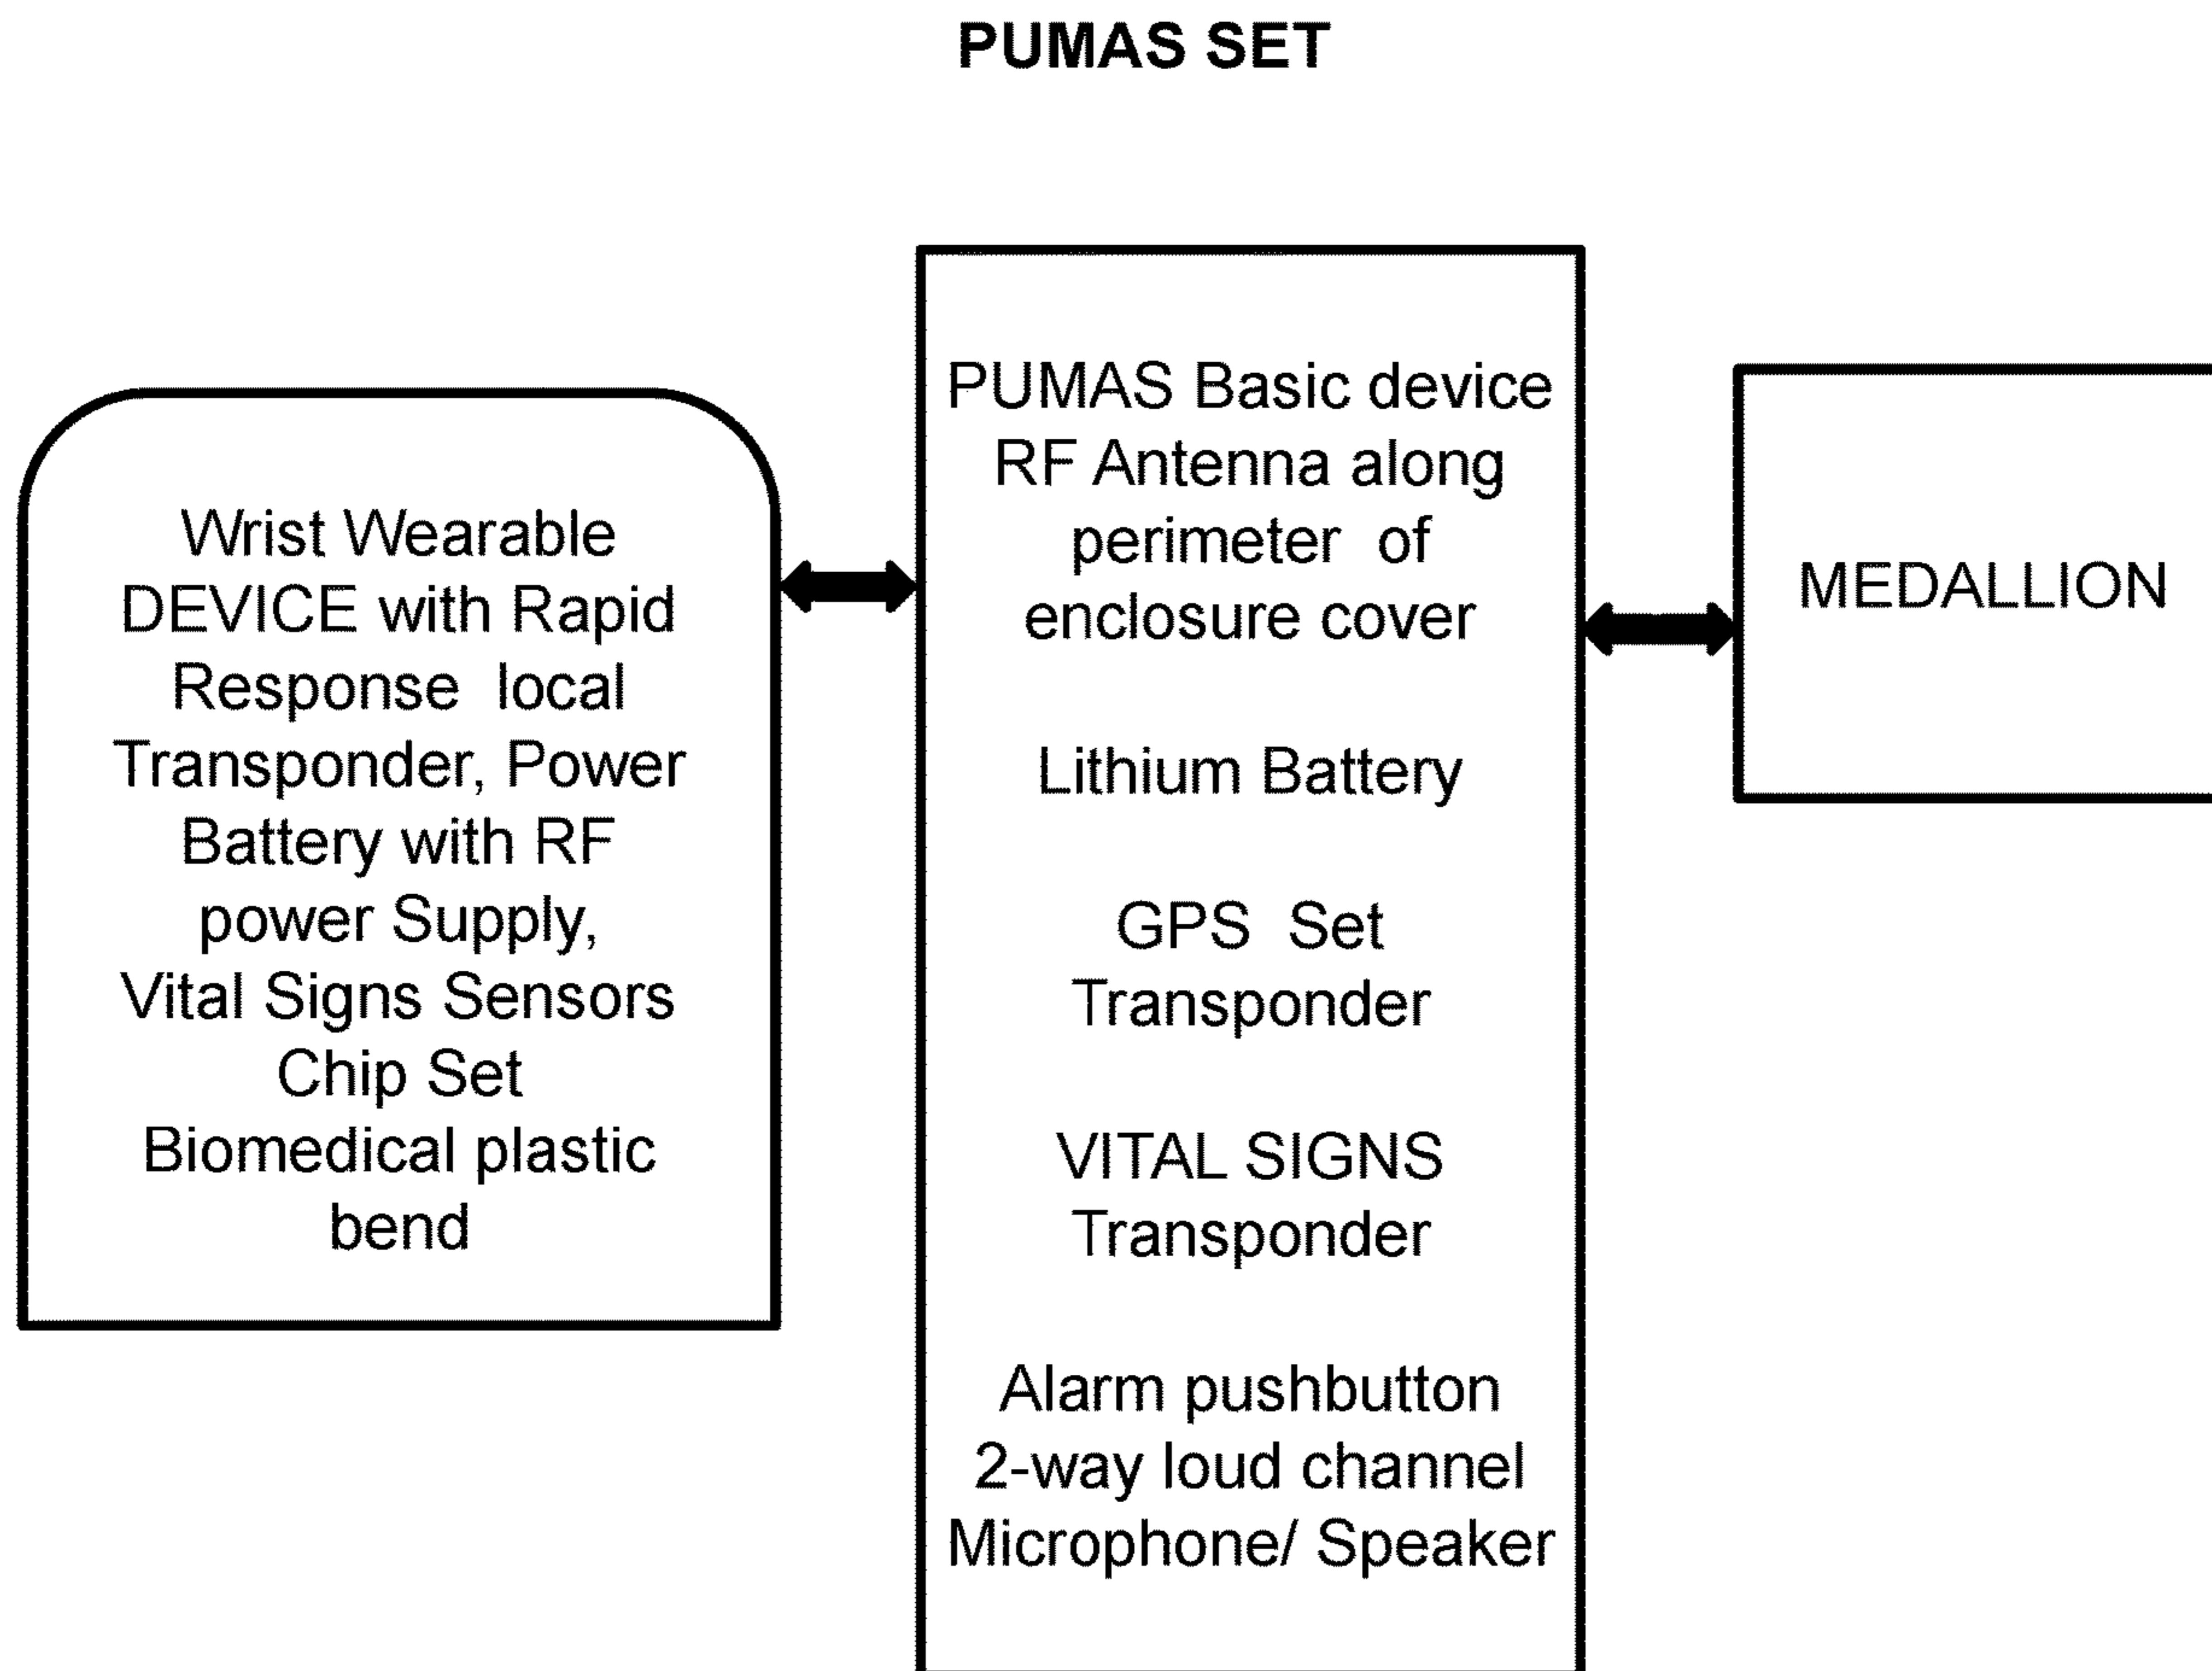 PUMAS SET
Wrist Wearable
DEVICE with Rapid
Response local
Transponder, Power
Battery with RF
power Supply,
Vital Signs Sensors
Chip Set
Biomedical plastic
bend
PUMAS Basic device
RF Antenna along
perimeter of
enclosure cover
Lithium Battery
GPS Set
Transponder
VITAL SIGNS
Transponder
Alarm pushbutton
2-way loud channel
Microphone/ Speaker
MEDALLION